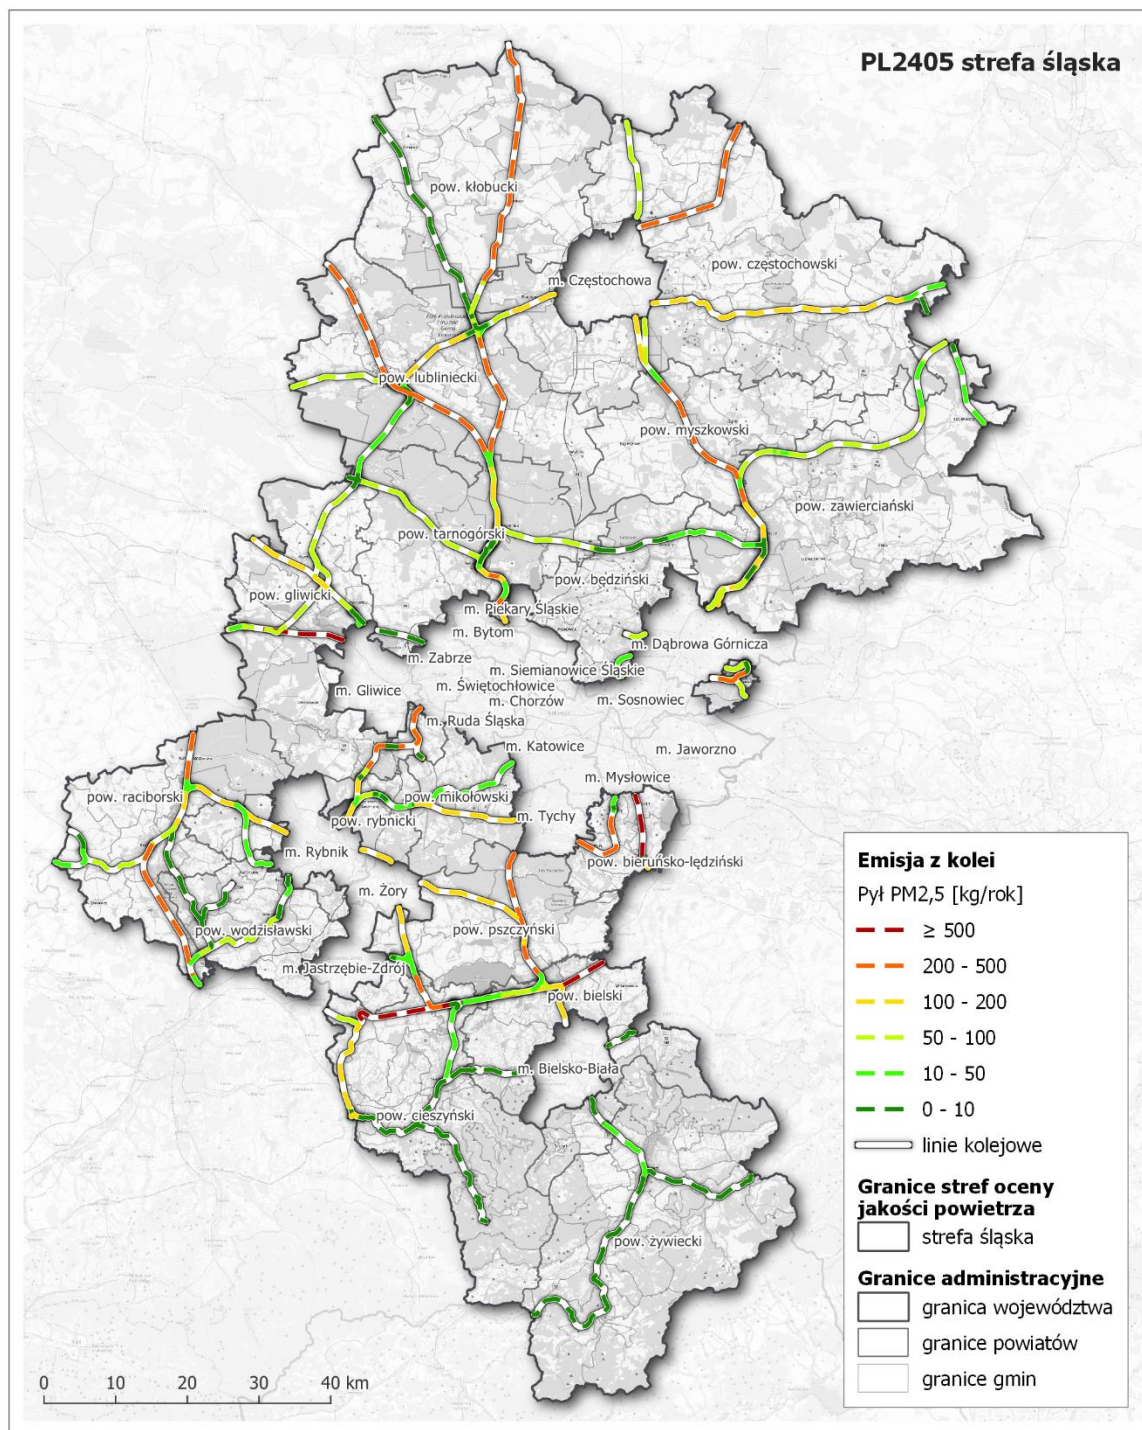 PL2405 strefa śląska
pow. kłobucki
pow. częstochowski
m. Częstochowa
pow. lubliniecki
pow. myszkowski
pow. zawierciański
pow. tarnogórski
pow. będziński
pow. gliwicki
m. Piekary Śląskie
m. Bytom
m. Dąbrowa Górnicza
m. Zabrze
m. Siemianowice Śląskie
m. Świętochłowice
m. Gliwice
m. Chorzów
m. Sosnowiec
m. Ruda Śląska
m. Katowice
m. Jaworzno
m. Mysłowice
pow. raciborski
pow. mikołowski
m. Tychy
pow. rybnicki
m. Rybnik
pow. bieruńsko-lędziński
m. Żory
pow. wodzisławski
pow. pszczyński
m. Jastrzębie-Zdrój
pow. bielski
m. Bielsko-Biała
pow. cieszyński
pow. żywiecki
Emisja z kolei
Pył PM2,5 [kg/rok]
≥ 500
200 - 500
100 - 200
50 - 100
10 - 50
0 - 10
linie kolejowe
Granice stref oceny
jakości powietrza
strefa śląska
Granice administracyjne
granica województwa
granice powiatów
granice gmin
0 10 20 30 40 km